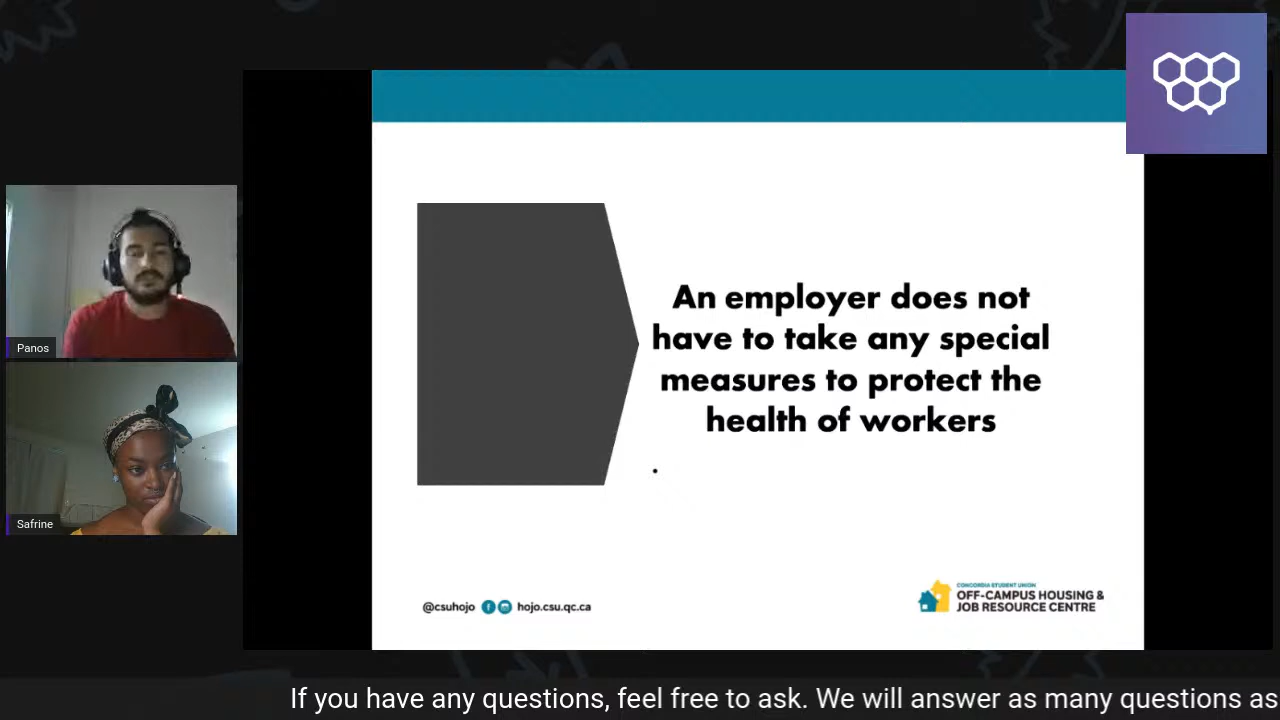 Panos
Safrine
An employer does not
have to take any special
measures to protect the
health of workers
.
@csuhojo hojo.csu.qc.ca
CONCORDIA STUDENT UNION
OFF-CAMPUS HOUSING &
JOB RESOURCE CENTRE
If you have any questions, feel free to ask. We will answer as many questions as